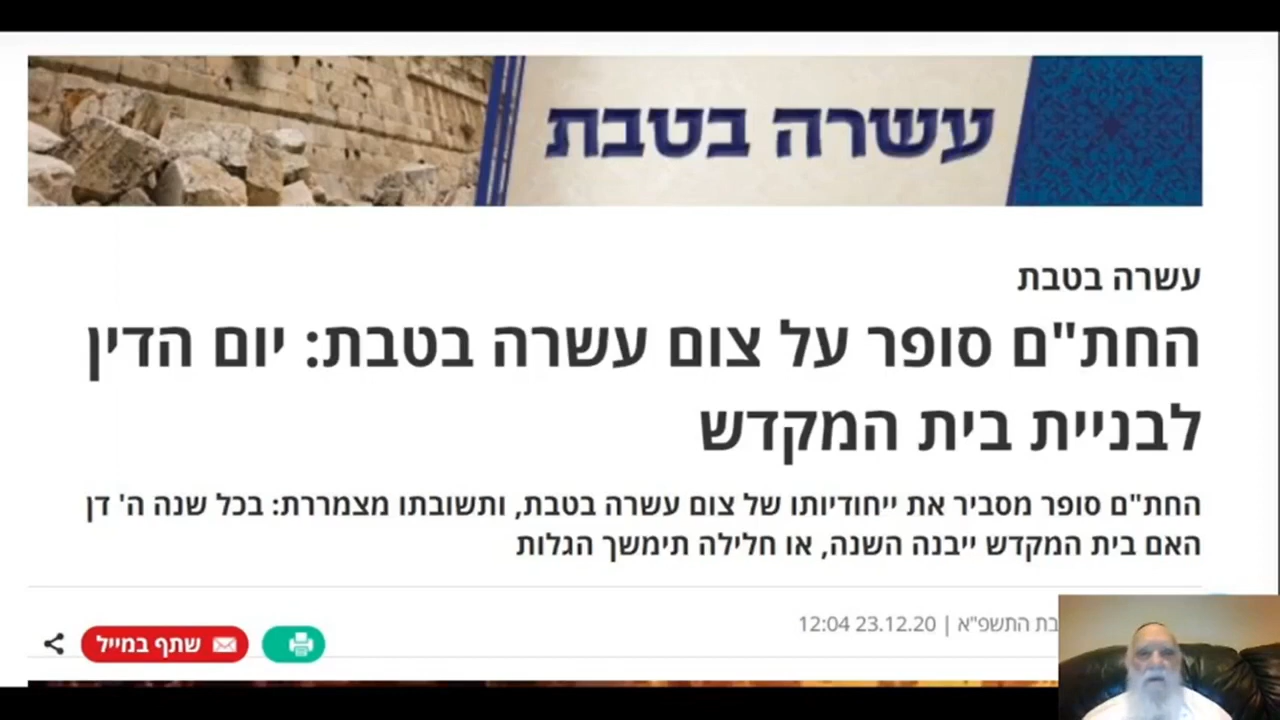 עשרה בטבת
עשרה בטבת
החת"ם סופר על צום עשרה בטבת: יום הדין
לבניית בית המקדש
החת"ם סופר מסביר את ייחודיותו של צום עשרה בטבת, ותשובתו מצמררת: בכל שנה ה' דן
האם בית המקדש ייבנה השנה, או חלילה תימשך הגלות
בת התשפ"א | 23.12.20 12:04
שתף במייל